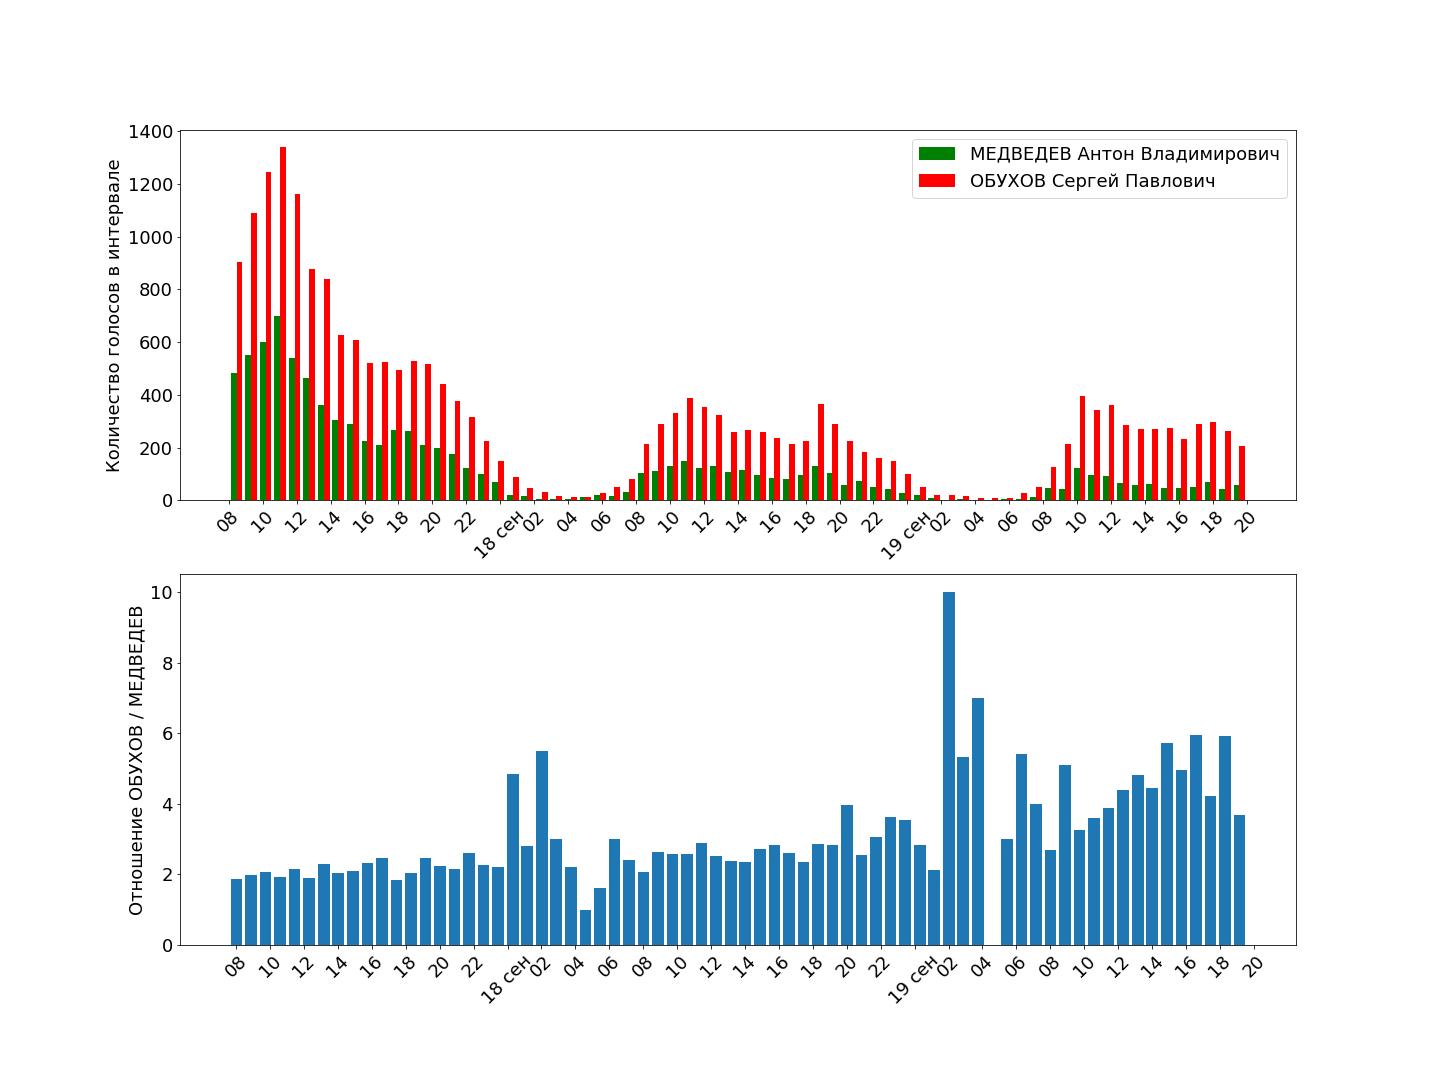 1400
1200
1000
800
600
400
200
0
Количество голосов в интервале
МЕДВЕДЕВ Антон Владимирович
ОБУХОВ Сергей Павлович
08 10 12 14 16 18 20 22 18 сен 02 04 06 08 10 12 14 16 18 20 22 19 сен 02 04 06 08 10 12 14 16 18 20
10
8
6
4
2
0
Отношение ОБУХОВ / МЕДВЕДЕВ
08 10 12 14 16 18 20 22 18 сен 02 04 06 08 10 12 14 16 18 20 22 19 сен 02 04 06 08 10 12 14 16 18 20